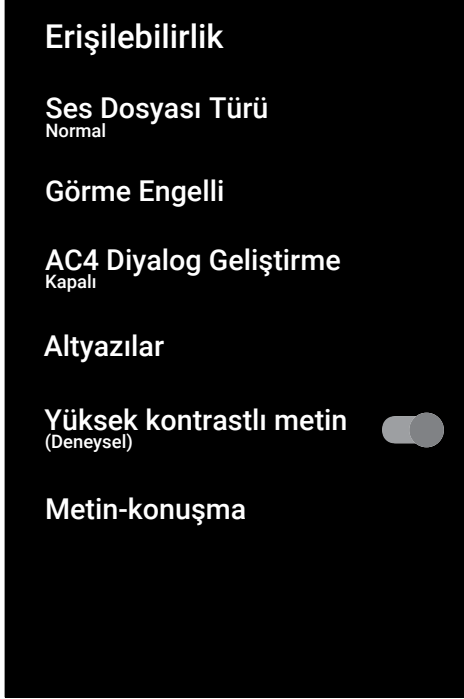 Erişilebilirlik
Ses Dosyası Türü
Normal
Görme Engelli
AC4 Diyalog Geliştirme
Kapalı
Altyazılar
Yüksek kontrastlı metin
(Deneysel)
Metin-konuşma